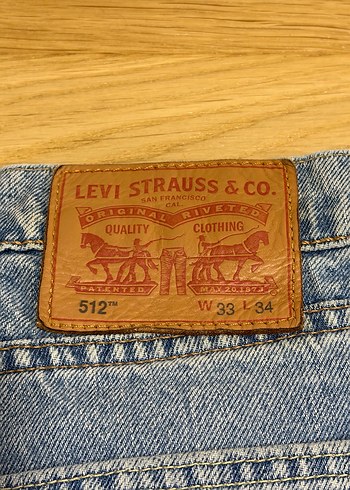 LEVI STRAUSS & CO.
SAN FRANCISCO
CAL.
ORIGINAL RIVETED
QUALITY CLOTHING
PATENTED MAY 20 1873
512™ W 33 L 34